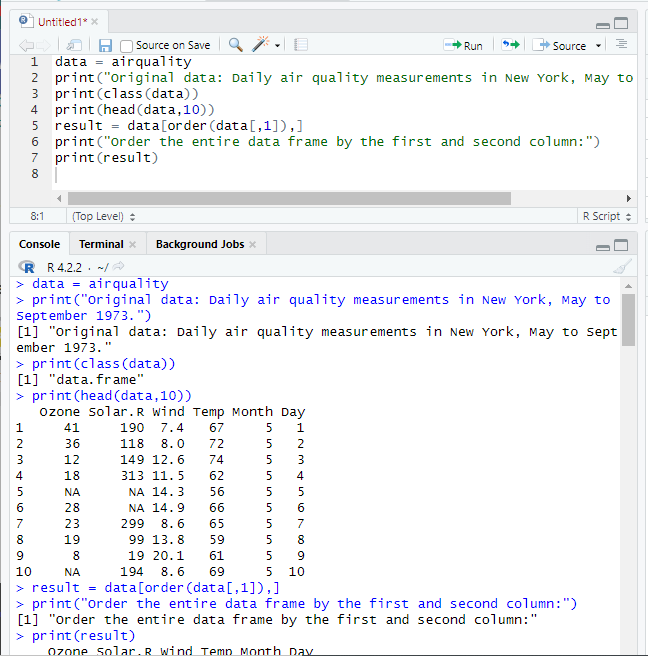 Untitled1*
Source on Save
Run
Source
1 data = airquality
2 print("Original data: Daily air quality measurements in New York, May to
3 print(class(data))
4 print(head(data,10))
5 result = data[order(data[,1]),]
6 print("Order the entire data frame by the first and second column:")
7 print(result)
8
8:1 (Top Level) R Script
Console Terminal Background Jobs
R R 4.2.2 · ~/
> data = airquality
> print("Original data: Daily air quality measurements in New York, May to
september 1973.")
[1] "Original data: Daily air quality measurements in New York, May to Sept
ember 1973."
> print(class(data))
[1] "data.frame"
> print(head(data,10))
Ozone Solar.R Wind Temp Month Day
1 41 190 7.4 67 5 1
2 36 118 8.0 72 5 2
3 12 149 12.6 74 5 3
4 18 313 11.5 62 5 4
5 NA NA 14.3 56 5 5
6 28 NA 14.9 66 5 6
7 23 299 8.6 65 5 7
8 19 99 13.8 59 5 8
9 8 19 20.1 61 5 9
10 NA 194 8.6 69 5 10
> result = data[order(data[,1]),]
> print("Order the entire data frame by the first and second column:")
[1] "Order the entire data frame by the first and second column:"
> print(result)
Ozone Solar.R Wind Temp Month Day